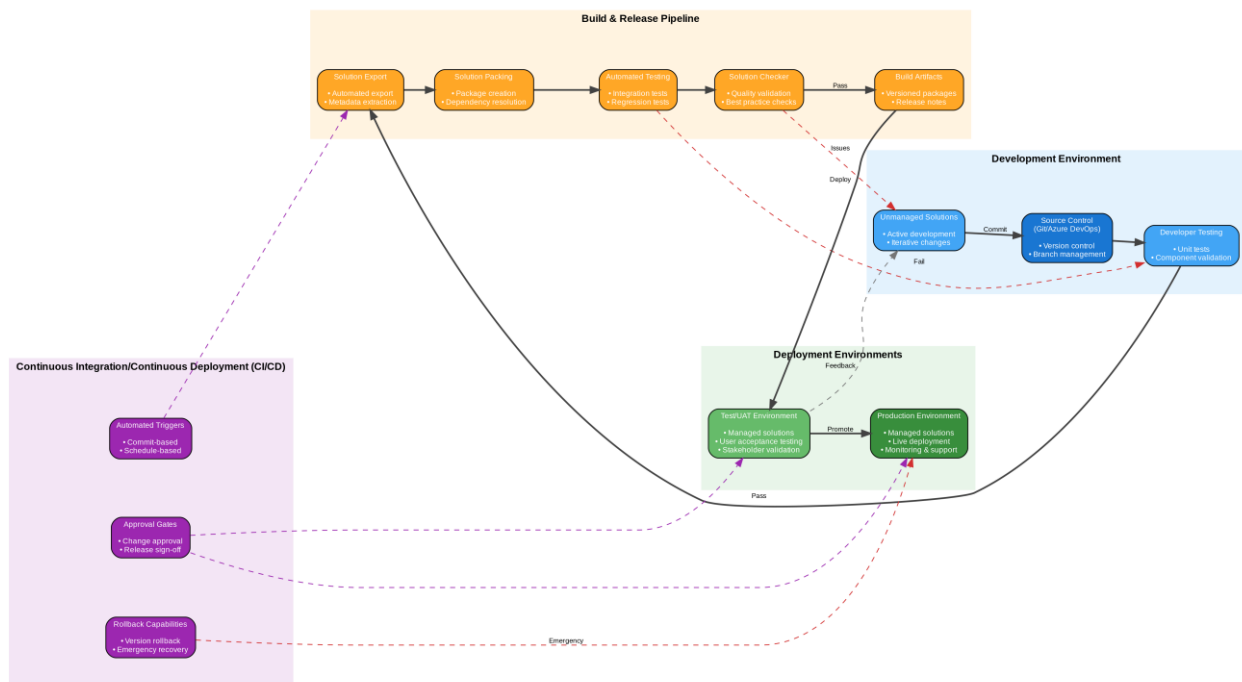 Build & Release Pipeline
Solution Export
• Automated export
• Metadata extraction
Solution Packing
• Package creation
• Dependency resolution
Automated Testing
• Integration tests
• Regression tests
Solution Checker
• Quality validation
• Best practice checks
Pass
Build Artifacts
• Versioned packages
• Release notes
Issues
Deploy
Development Environment
Unmanaged Solutions
• Active development
• Iterative changes
Commit
Source Control
(Git/Azure DevOps)
• Version control
• Branch management
Developer Testing
• Unit tests
• Component validation
Fail
Continuous Integration/Continuous Deployment (CI/CD)
Automated Triggers
• Commit-based
• Schedule-based
Approval Gates
• Change approval
• Release sign-off
Rollback Capabilities
• Version rollback
• Emergency recovery
Deployment Environments
Feedback
Test/UAT Environment
• Managed solutions
• User acceptance testing
• Stakeholder validation
Promote
Production Environment
• Managed solutions
• Live deployment
• Monitoring & support
Pass
Emergency